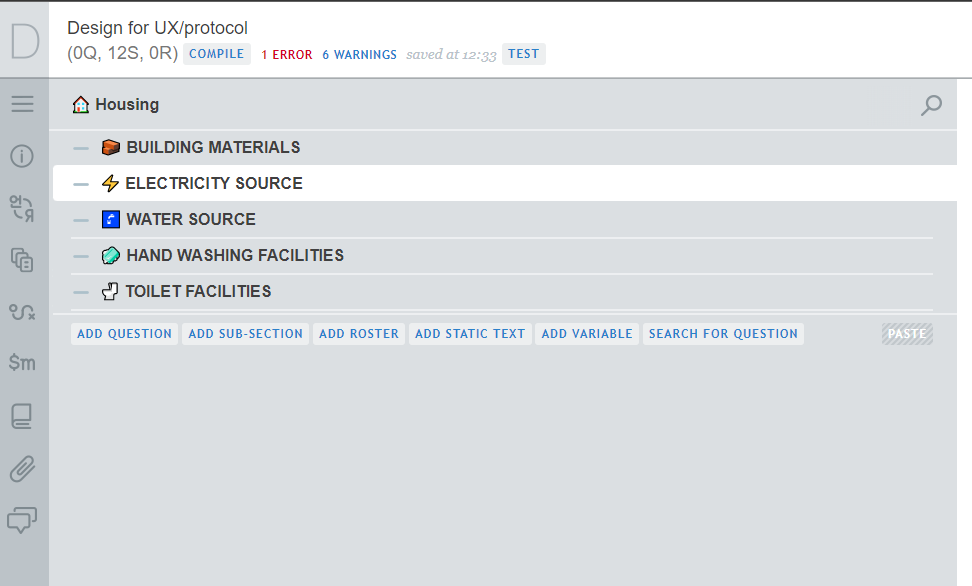 D
Design for UX/protocol
(0Q, 12S, 0R) COMPILE 1 ERROR 6 WARNINGS saved at 12:33 TEST
Housing
BUILDING MATERIALS
ELECTRICITY SOURCE
WATER SOURCE
HAND WASHING FACILITIES
TOILET FACILITIES
ADD QUESTION ADD SUB-SECTION ADD ROSTER ADD STATIC TEXT ADD VARIABLE SEARCH FOR QUESTION PASTE
$m